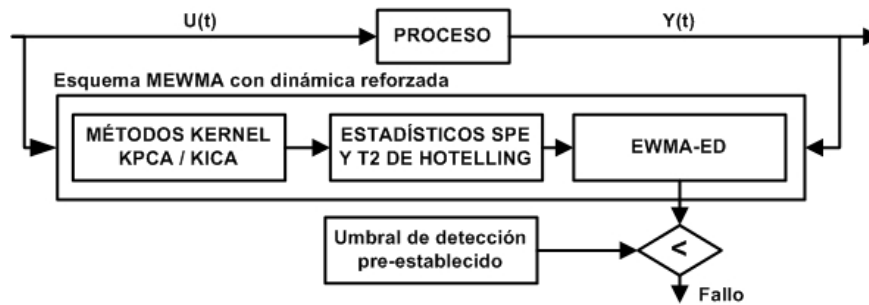 U(t)
PROCESO
Y(t)
Esquema MEWMA con dinámica reforzada
MÉTODOS KERNEL
KPCA / KICA
ESTADÍSTICOS SPE
Y T2 DE HOTELLING
EWMA-ED
Umbral de detección
pre-establecido
<
Fallo